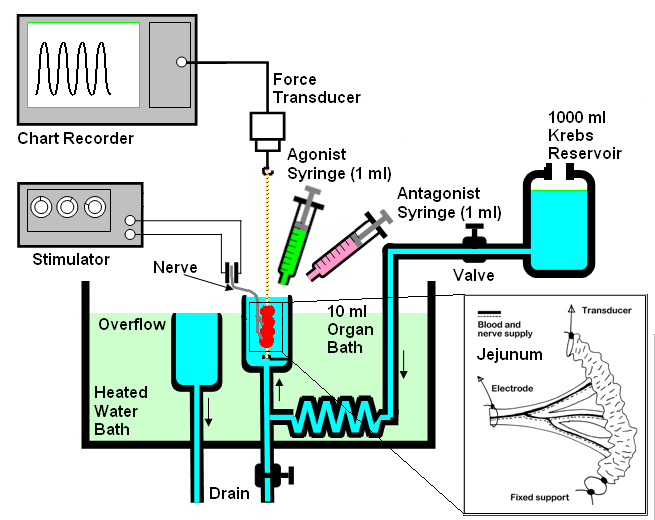 Chart Recorder
Force
Transducer
Agonist
Syringe (1 ml)
Antagonist
Syringe (1 ml)
1000 ml
Krebs
Reservoir
Stimulator
Nerve
Valve
Overflow
10 ml
Organ
Bath
Heated
Water
Bath
Drain
Transducer
Blood and
nerve supply
Jejunum
Electrode
Fixed support